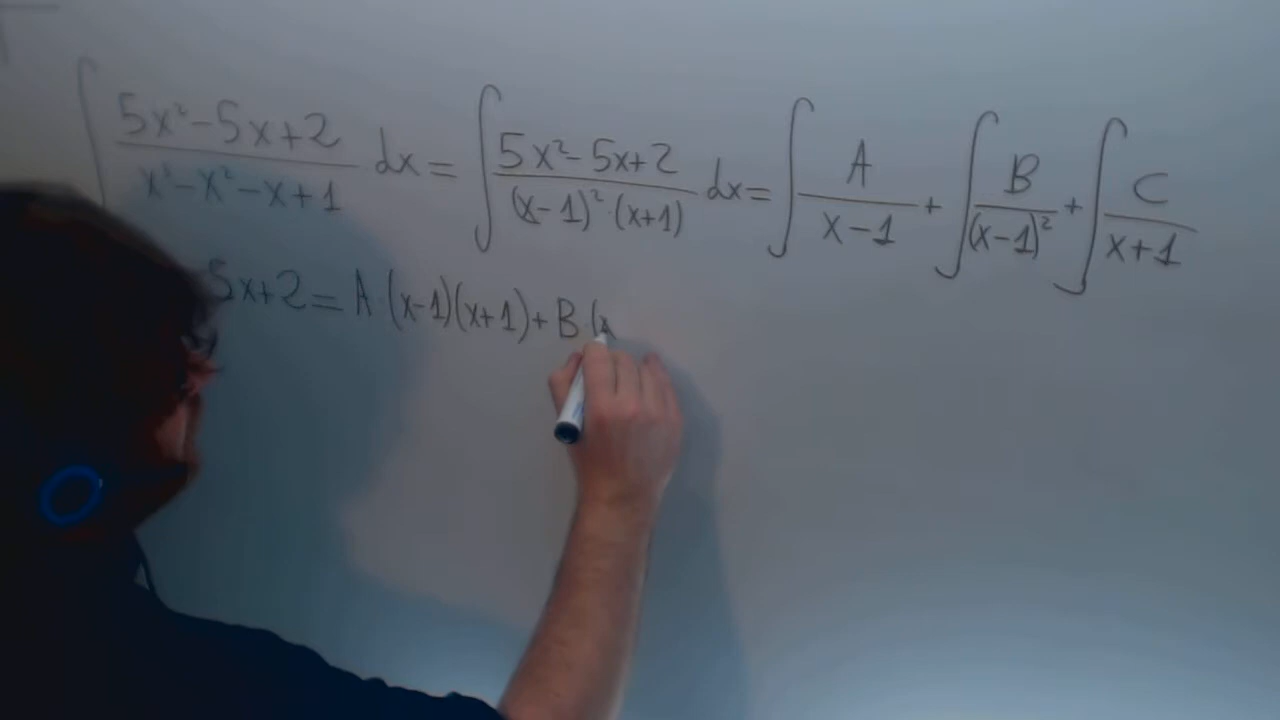 ∫ 5x²-5x+2 / x³-x²-x+1 dx = ∫ 5x²-5x+2 / (x-1)²·(x+1) dx = ∫ A / x-1 + ∫ B / (x-1)² + ∫ C / x+1
5x+2 = A·(x-1)(x+1) + B·(x